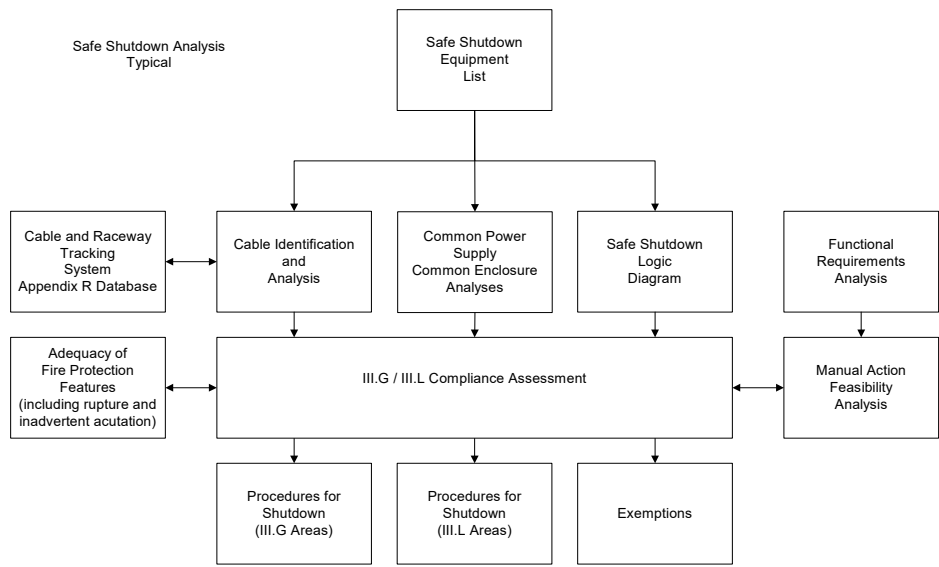 Safe Shutdown Analysis
Typical
Safe Shutdown
Equipment
List
Cable and Raceway
Tracking
System
Appendix R Database
Cable Identification
and
Analysis
Common Power
Supply
Common Enclosure
Analyses
Safe Shutdown
Logic
Diagram
Functional
Requirements
Analysis
Adequacy of
Fire Protection
Features
(including rupture and
inadvertent acutation)
III.G / III.L Compliance Assessment
Manual Action
Feasibility
Analysis
Procedures for
Shutdown
(III.G Areas)
Procedures for
Shutdown
(III.L Areas)
Exemptions